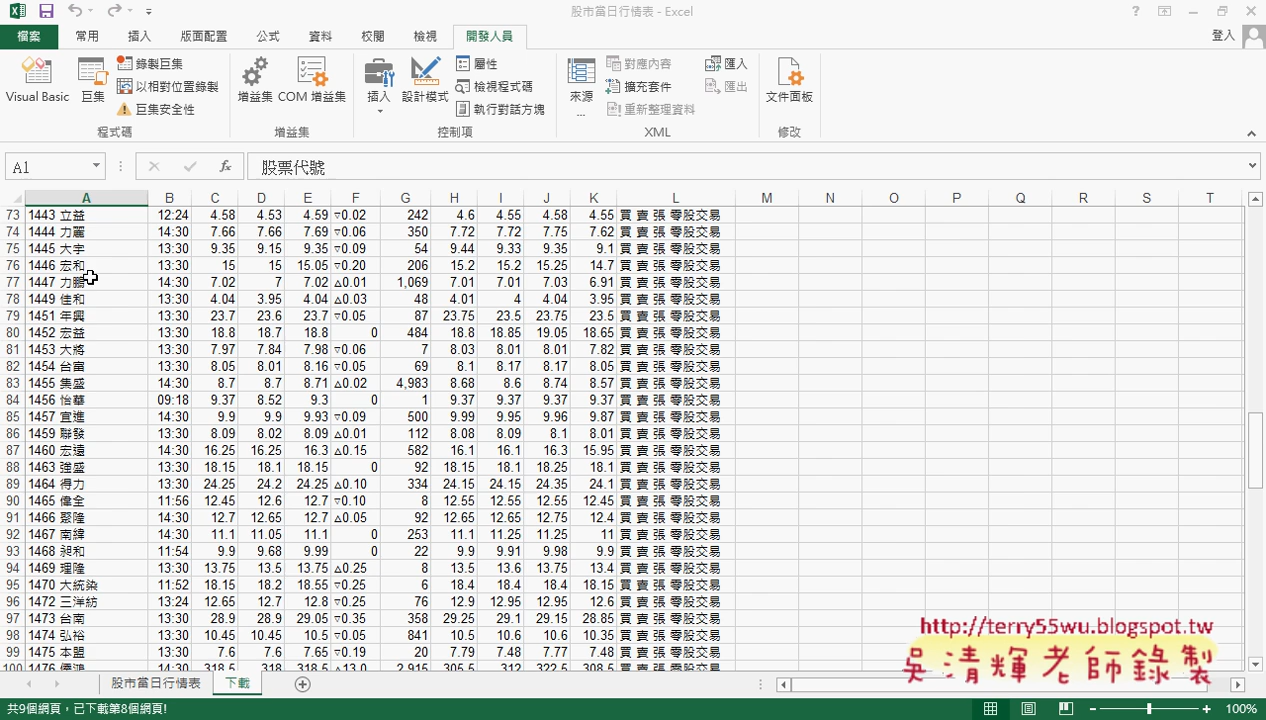 股市當日行情表 - Excel
檔案 常用 插入 版面配置 公式 資料 校閱 檢視 開發人員 登入
Visual Basic 巨集 錄製巨集 以相對位置錄製 巨集安全性 程式碼
增益集 COM 增益集 增益集
插入 設計模式 屬性 檢視程式碼 執行對話方塊 控制項
來源 ... 對應內容 擴充套件 重新整理資料 匯入 匯出 XML
文件面板 修改
A1 fx 股票代號
A B C D E F G H I J K L M N O P Q R S T
73 1443 立益 12:24 4.58 4.53 4.59 ▽0.02 242 4.6 4.55 4.58 4.55 買 賣 張 零股交易
74 1444 力麗 14:30 7.66 7.66 7.69 ▽0.06 350 7.72 7.72 7.75 7.62 買 賣 張 零股交易
75 1445 大宇 13:30 9.35 9.15 9.35 ▽0.09 54 9.44 9.33 9.35 9.1 買 賣 張 零股交易
76 1446 宏和 13:30 15 15 15.05 ▽0.20 206 15.2 15.2 15.25 14.7 買 賣 張 零股交易
77 1447 力鵬 14:30 7.02 7 7.02 △0.01 1,069 7.01 7.01 7.03 6.91 買 賣 張 零股交易
78 1449 佳和 13:30 4.04 3.95 4.04 △0.03 48 4.01 4 4.04 3.95 買 賣 張 零股交易
79 1451 年興 13:30 23.7 23.6 23.7 ▽0.05 87 23.75 23.5 23.75 23.5 買 賣 張 零股交易
80 1452 宏益 13:30 18.8 18.7 18.8 0 484 18.8 18.85 19.05 18.65 買 賣 張 零股交易
81 1453 大將 13:30 7.97 7.84 7.98 ▽0.06 7 8.03 8.01 8.01 7.82 買 賣 張 零股交易
82 1454 台富 13:30 8.05 8.01 8.16 ▽0.05 69 8.1 8.17 8.17 8.05 買 賣 張 零股交易
83 1455 集盛 14:30 8.7 8.7 8.71 △0.02 4,983 8.68 8.6 8.74 8.57 買 賣 張 零股交易
84 1456 怡華 09:18 9.37 8.52 9.3 0 1 9.37 9.37 9.37 9.37 買 賣 張 零股交易
85 1457 宜進 14:30 9.9 9.9 9.93 ▽0.09 500 9.99 9.95 9.96 9.87 買 賣 張 零股交易
86 1459 聯發 13:30 8.09 8.02 8.09 △0.01 112 8.08 8.09 8.1 8.01 買 賣 張 零股交易
87 1460 宏遠 14:30 16.25 16.25 16.3 △0.15 582 16.1 16.1 16.3 15.95 買 賣 張 零股交易
88 1463 強盛 13:30 18.15 18.1 18.15 0 92 18.15 18.1 18.25 18.1 買 賣 張 零股交易
89 1464 得力 13:30 24.25 24.2 24.25 △0.10 334 24.15 24.15 24.35 24.1 買 賣 張 零股交易
90 1465 偉全 11:56 12.45 12.6 12.7 ▽0.10 8 12.55 12.55 12.55 12.45 買 賣 張 零股交易
91 1466 聚隆 14:30 12.7 12.65 12.7 △0.05 92 12.65 12.65 12.75 12.4 買 賣 張 零股交易
92 1467 南緯 14:30 11.1 11.05 11.1 0 253 11.1 11.25 11.25 11 買 賣 張 零股交易
93 1468 昶和 11:54 9.9 9.68 9.99 0 22 9.9 9.91 9.98 9.9 買 賣 張 零股交易
94 1469 理隆 13:30 13.75 13.5 13.75 △0.25 8 13.5 13.6 13.75 13.4 買 賣 張 零股交易
95 1470 大統染 11:52 18.15 18.2 18.55 ▽0.25 6 18.4 18.4 18.4 18.15 買 賣 張 零股交易
96 1472 三洋紡 13:24 12.65 12.7 12.8 ▽0.25 76 12.9 12.95 12.95 12.6 買 賣 張 零股交易
97 1473 台南 13:30 28.9 28.9 29.05 ▽0.35 358 29.25 29.1 29.15 28.85 買 賣 張 零股交易
98 1474 弘裕 13:30 10.45 10.45 10.5 ▽0.05 841 10.5 10.6 10.6 10.35 買 賣 張 零股交易
99 1475 本盟 13:30 7.6 7.6 7.65 ▽0.19 20 7.79 7.48 7.77 7.48 買 賣 張 零股交易
100 1476 儒鴻 14:30 318.5 318 318.5 △13.0 2,915 305.5 312 322.5 308.5 買 賣 張 零股交易
http://terry55wu.blogspot.tw
吳清輝老師錄製
股市當日行情表 下載
共9個網頁，已下載第8個網頁! 100%